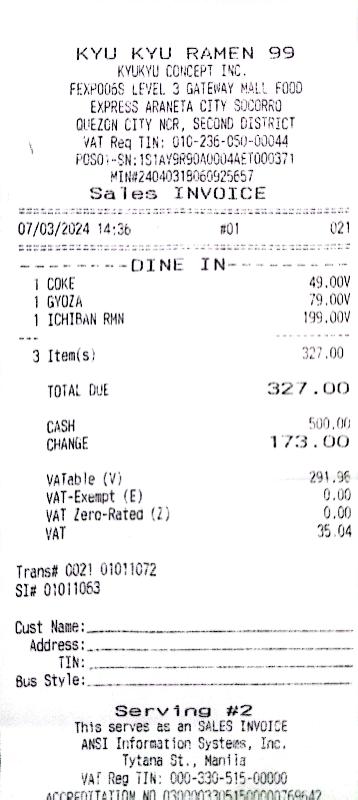 KYU KYU RAMEN 99
KYUKYU CONCEPT INC.
FEXP006S LEVEL 3 GATEWAY MALL FOOD
EXPRESS ARANETA CITY SOCORRO
QUEZON CITY NCR, SECOND DISTRICT
VAT Reg TIN: 010-236-050-00044
POS01-SN:1S1AY9R90A0004AET000371
MIN#24040318060925657
Sales INVOICE
07/03/2024 14:36 #01 021
--------DINE IN--------
1 COKE 49.00V
1 GYOZA 79.00V
1 ICHIBAN RMN 199.00V
--- ------
3 Item(s) 327.00
TOTAL DUE 327.00
CASH 500.00
CHANGE 173.00
VATable (V) 291.96
VAT-Exempt (E) 0.00
VAT Zero-Rated (Z) 0.00
VAT 35.04
Trans# 0021 01011072
SI# 01011063
Cust Name:
Address:
TIN:
Bus Style:
Serving #2
This serves as an SALES INVOICE
ANSI Information Systems, Inc.
Tytana St., Manila
VAT Reg TIN: 000-330-515-00000
ACCREDITATION NO